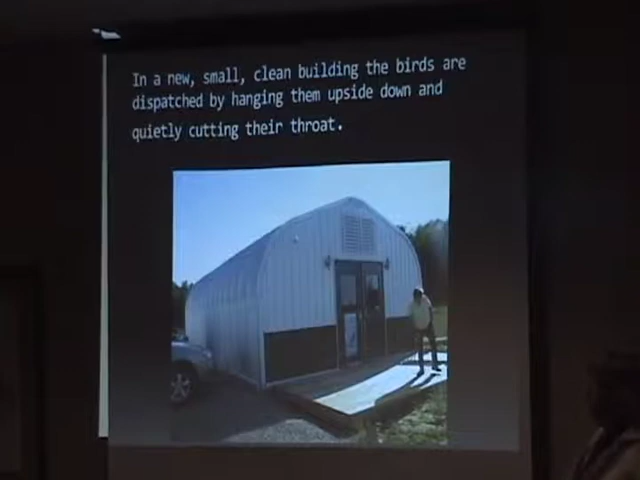 In a new, small, clean building the birds are
dispatched by hanging them upside down and
quietly cutting their throat.